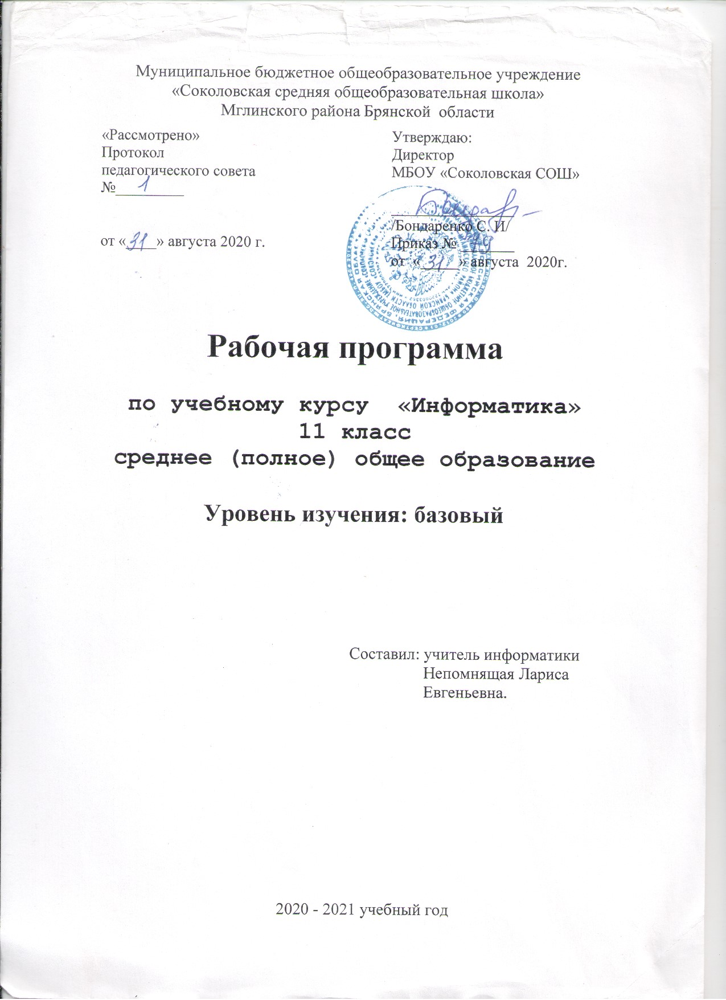 Муниципальное бюджетное общеобразовательное учреждение
«Соколовская средняя общеобразовательная школа»
Мглинского района Брянской области
«Рассмотрено»
Протокол
педагогического совета
№ 1
от «31» августа 2020 г.
Утверждаю:
Директор
МБОУ «Соколовская СОШ»
/Бондаренко С. И/
Приказ № 79
от «31» августа 2020г.
Рабочая программа
по учебному курсу «Информатика»
11 класс
среднее (полное) общее образование
Уровень изучения: базовый
Составил: учитель информатики
Непомнящая Лариса
Евгеньевна.
2020 - 2021 учебный год